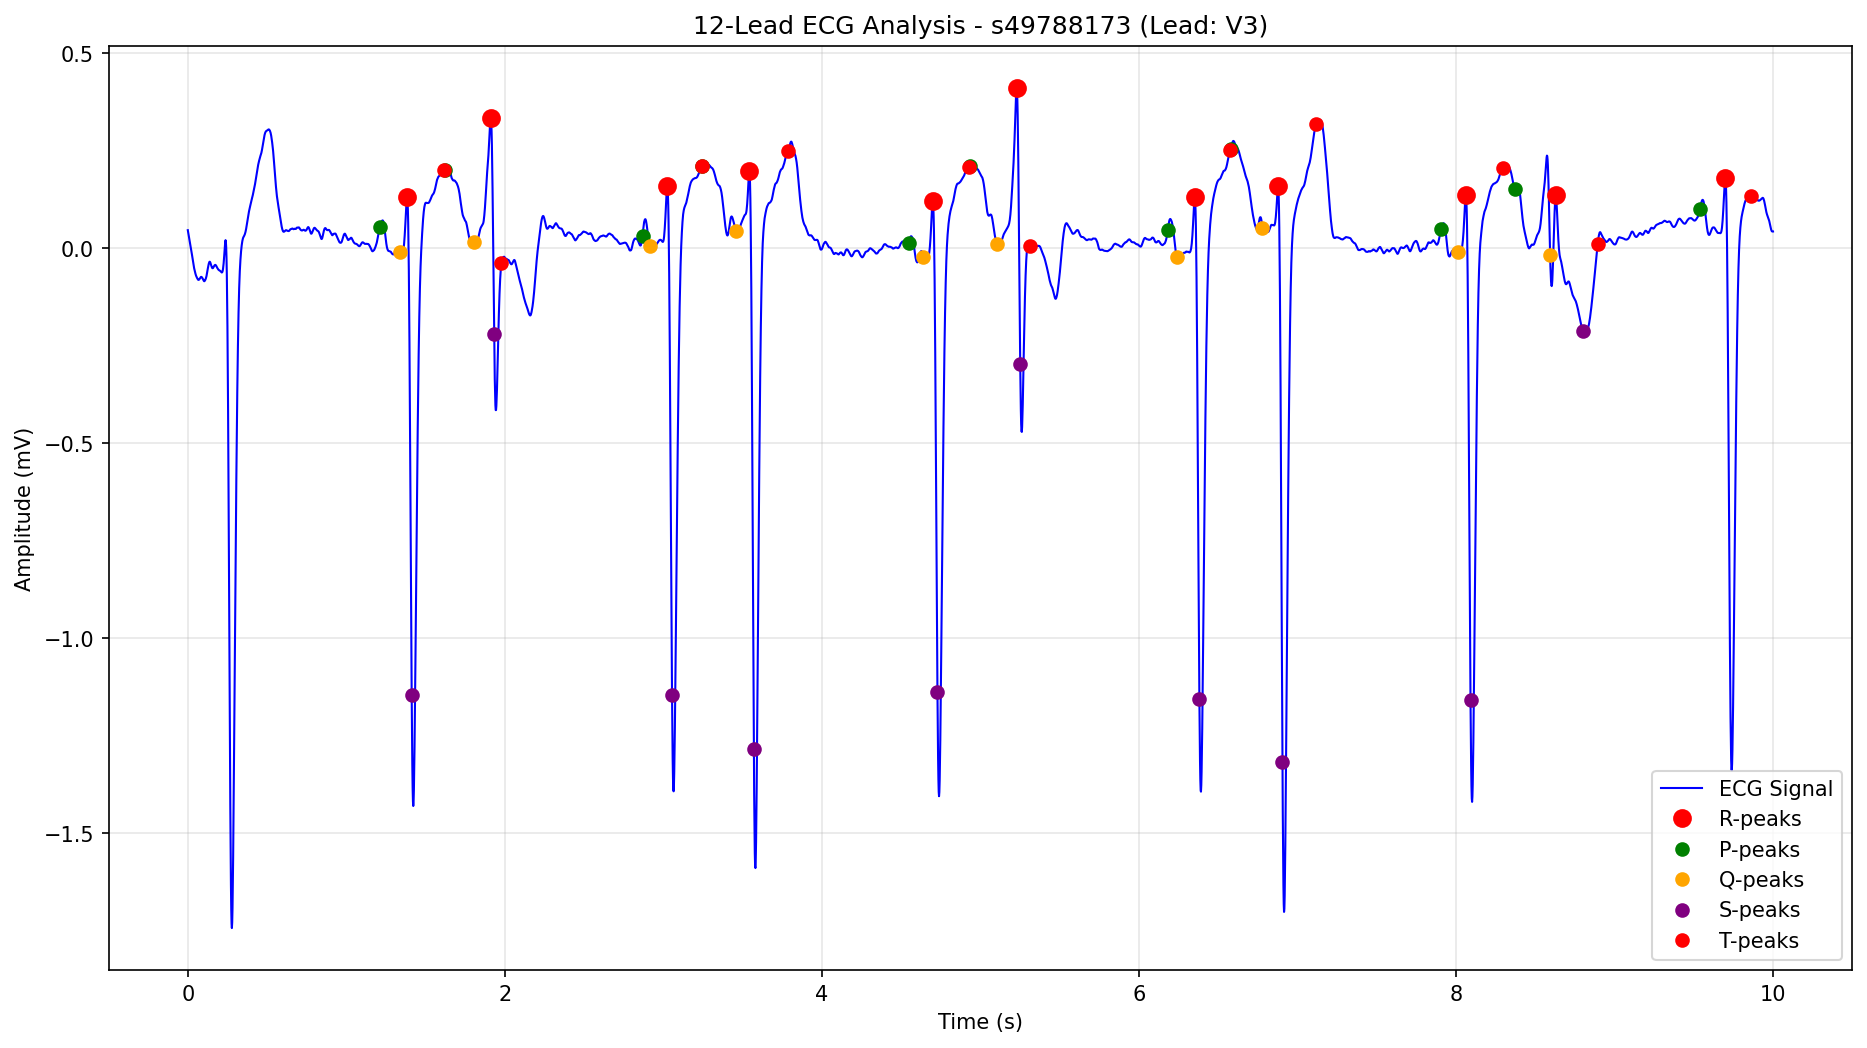 12-Lead ECG Analysis - s49788173 (Lead: V3)
0.5
0.0
−0.5
−1.0
−1.5
Amplitude (mV)
0
2
4
6
8
10
Time (s)
ECG Signal
R-peaks
P-peaks
Q-peaks
S-peaks
T-peaks